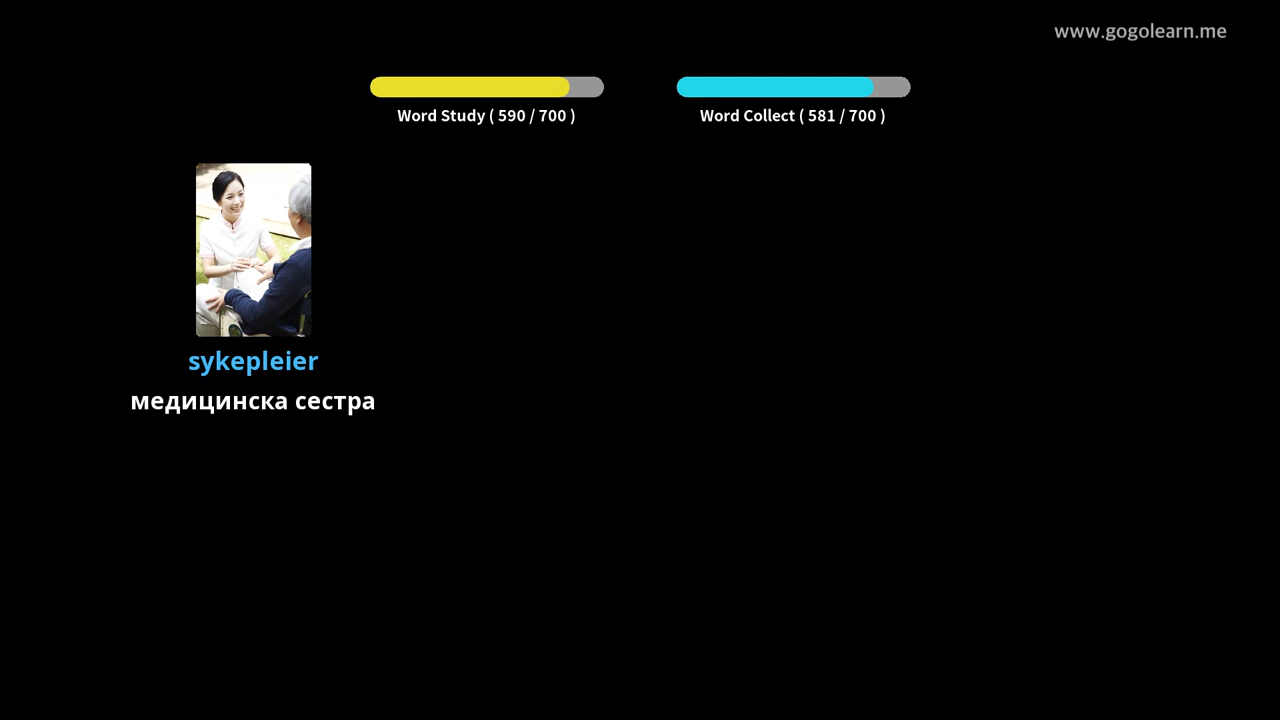 www.gogolearn.me
Word Study ( 590 / 700 )
Word Collect ( 581 / 700 )
sykepleier
медицинска сестра